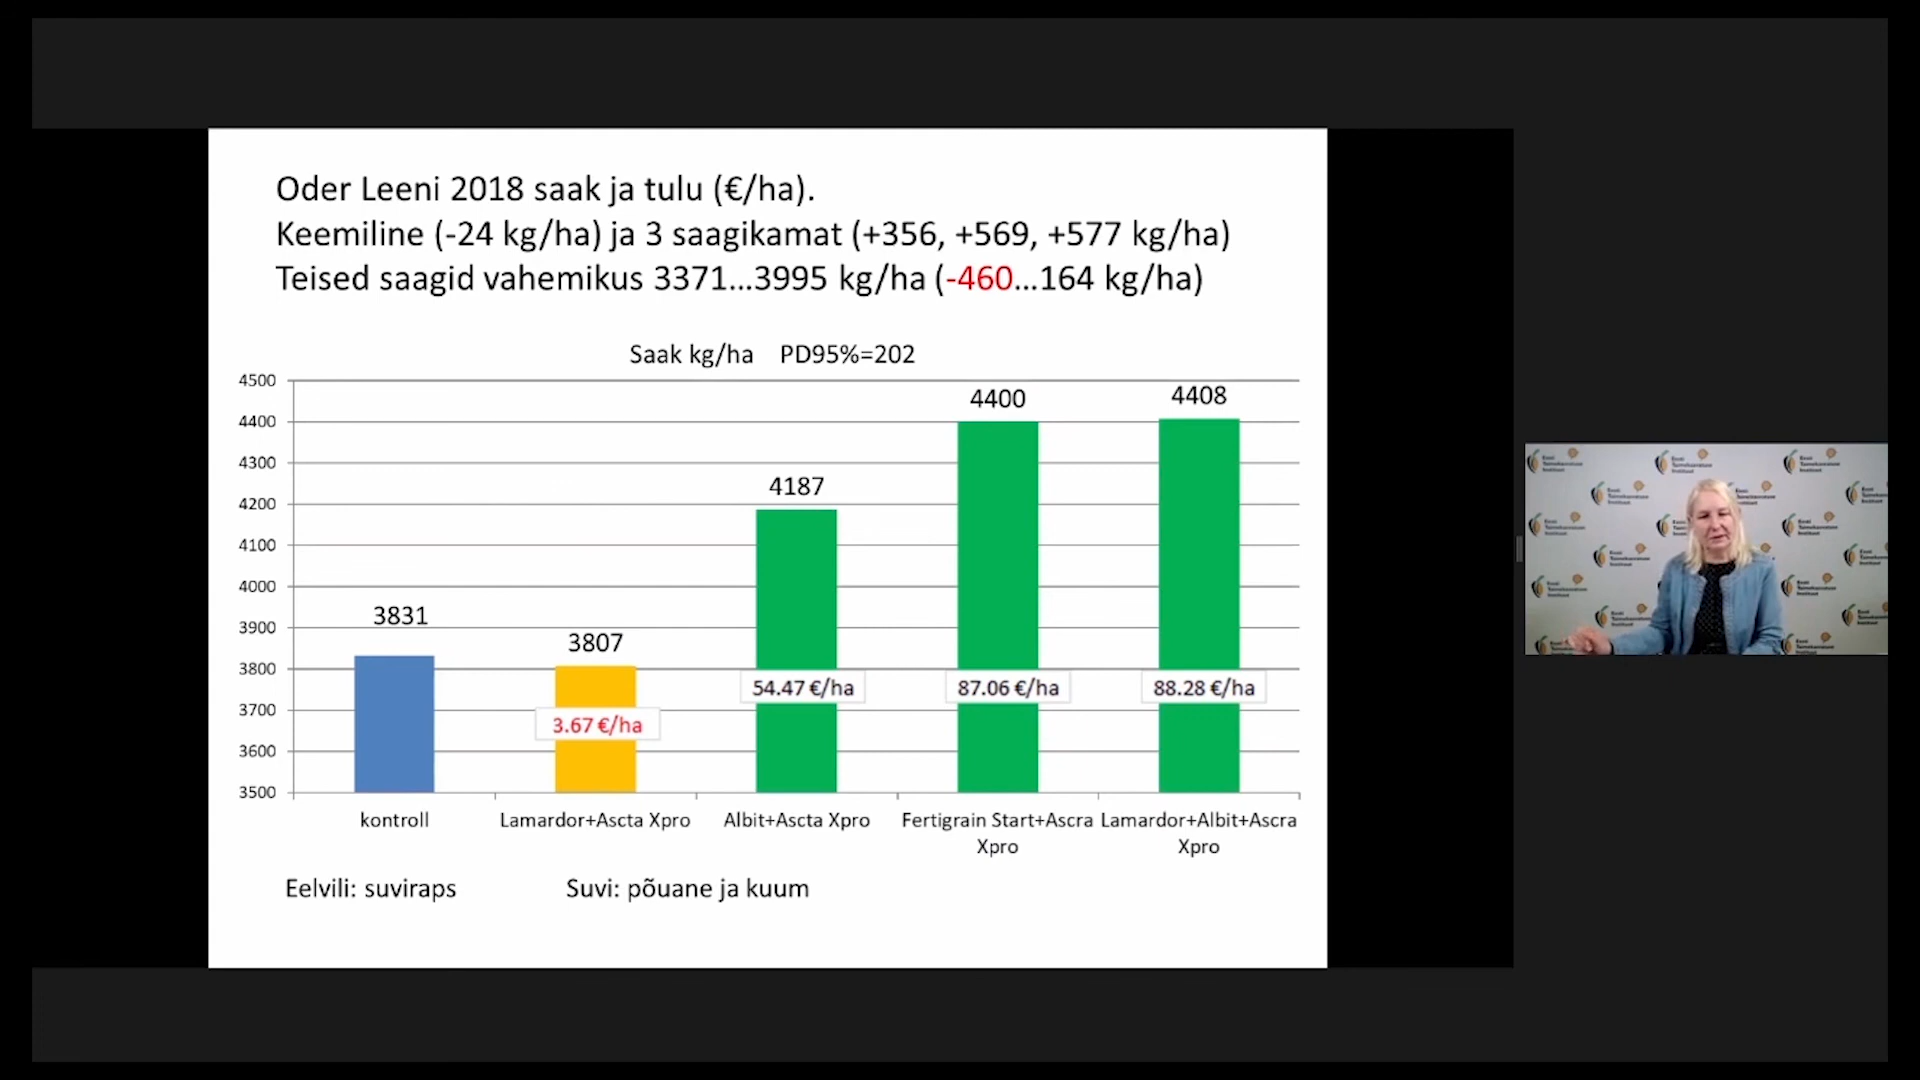 Oder Leeni 2018 saak ja tulu (€/ha).
Keemiline (-24 kg/ha) ja 3 saagikamat (+356, +569, +577 kg/ha)
Teised saagid vahemikus 3371...3995 kg/ha (-460...164 kg/ha)
Saak kg/ha PD95%=202
4500
4400
4300
4200
4100
4000
3900
3800
3700
3600
3500
3831
3807
4187
4400
4408
3.67 €/ha
54.47 €/ha
87.06 €/ha
88.28 €/ha
kontroll
Lamardor+Ascta Xpro
Albit+Ascta Xpro
Fertigrain Start+Ascra
Xpro
Lamardor+Albit+Ascra
Xpro
Eelvili: suviraps
Suvi: põuane ja kuum
Eesti
Taimekasvatuse
Instituut